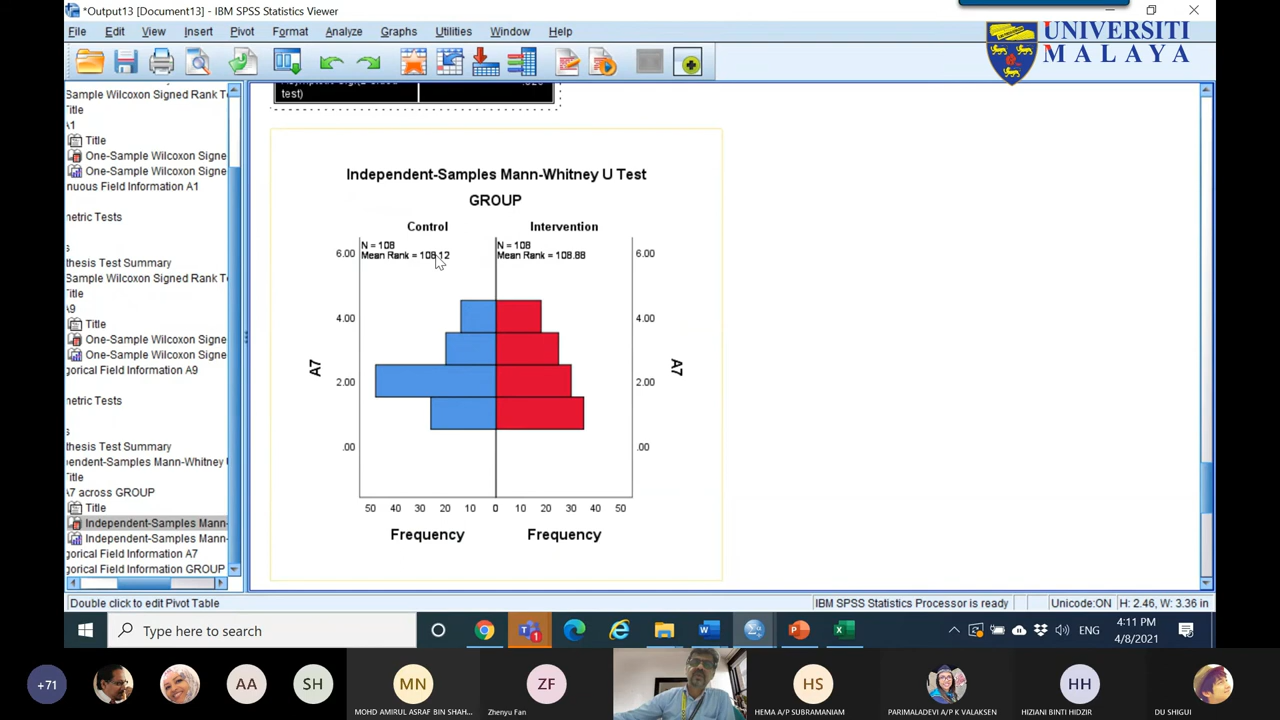 *Output13 [Document13] - IBM SPSS Statistics Viewer
File Edit View Insert Pivot Format Analyze Graphs Utilities Window Help
UNIVERSITI
MALAYA
Sample Wilcoxon Signed Rank T
Title
A1
Title
One-Sample Wilcoxon Signe
One-Sample Wilcoxon Signe
nuous Field Information A1
metric Tests
s
thesis Test Summary
Sample Wilcoxon Signed Rank T
Title
A9
Title
One-Sample Wilcoxon Signe
One-Sample Wilcoxon Signe
gorical Field Information A9
metric Tests
s
thesis Test Summary
pendent-Samples Mann-Whitney U
Title
A7 across GROUP
Title
Independent-Samples Mann-
Independent-Samples Mann-
gorical Field Information A7
gorical Field Information GROUP
test)
Independent-Samples Mann-Whitney U Test
GROUP
Control Intervention
N = 108 N = 108
Mean Rank = 108.12 Mean Rank = 108.88
6.00 6.00
4.00 4.00
A7 A7
2.00 2.00
.00 .00
50 40 30 20 10 0 10 20 30 40 50
Frequency Frequency
Double click to edit Pivot Table IBM SPSS Statistics Processor is ready Unicode:ON H: 2.46, W: 3.36 in
Type here to search
1
ENG
4:11 PM
4/8/2021
+71 AA SH MN ZF HS HH
MOHD AMIRUL ASRAF BIN SHAH... Zhenyu Fan HEMA A/P SUBRAMANIAM PARIMALADEVI A/P K VALAKSEN HIZIANI BINTI HIDZIR DU SHIGUI